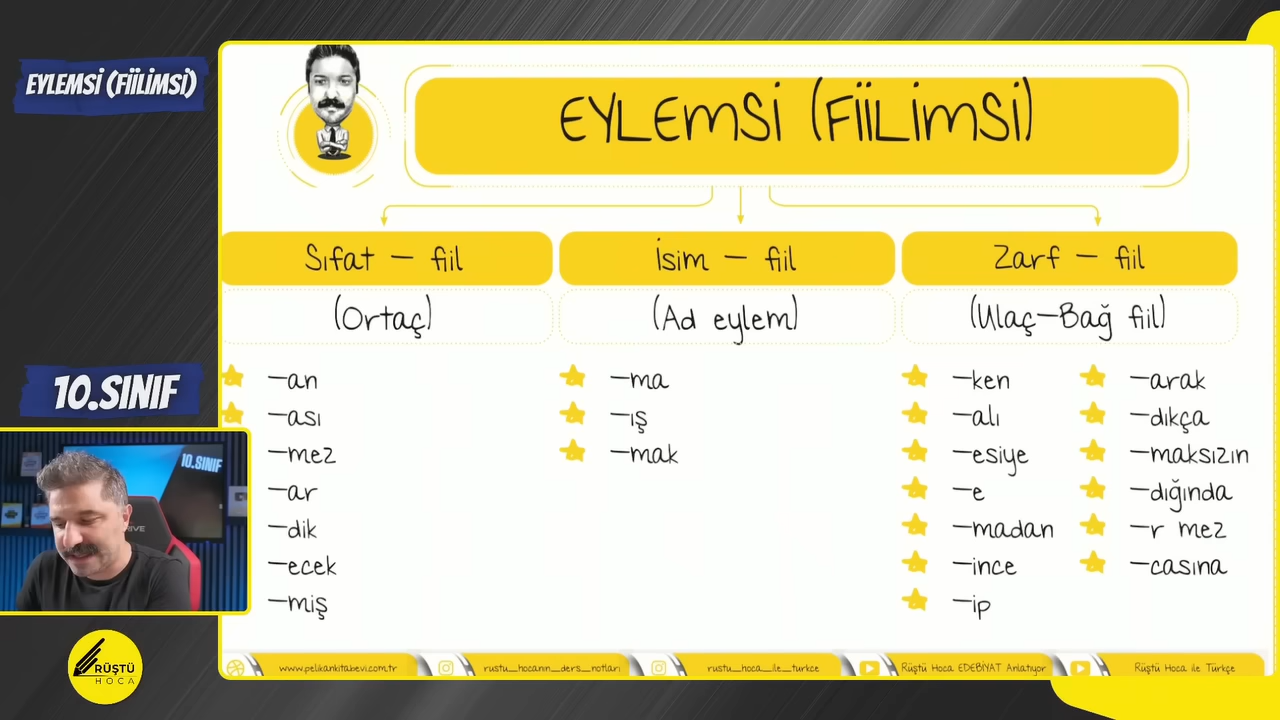 EYLEMSİ (FİİLİMSİ)
10.SINIF
10.SINIF
RÜŞTÜ
HOCA
EYLEMSİ (FİİLİMSİ)
Sıfat – fiil
(Ortaç)
–an
–ası
–mez
–ar
–dik
–ecek
–miş
İsim – fiil
(Ad eylem)
–ma
–ış
–mak
Zarf – fiil
(Ulaç–Bağ fiil)
–ken
–alı
–esiye
–e
–madan
–ince
–ip
–arak
–dıkça
–maksızın
–dığında
–r mez
–casına
www.pelikankitabevi.com.tr
rustu_hocanin_ders_notlari
rustu_hoca_ile_turkce
Rüştü Hoca EDEBİYAT Anlatıyor
Rüştü Hoca ile Türkçe